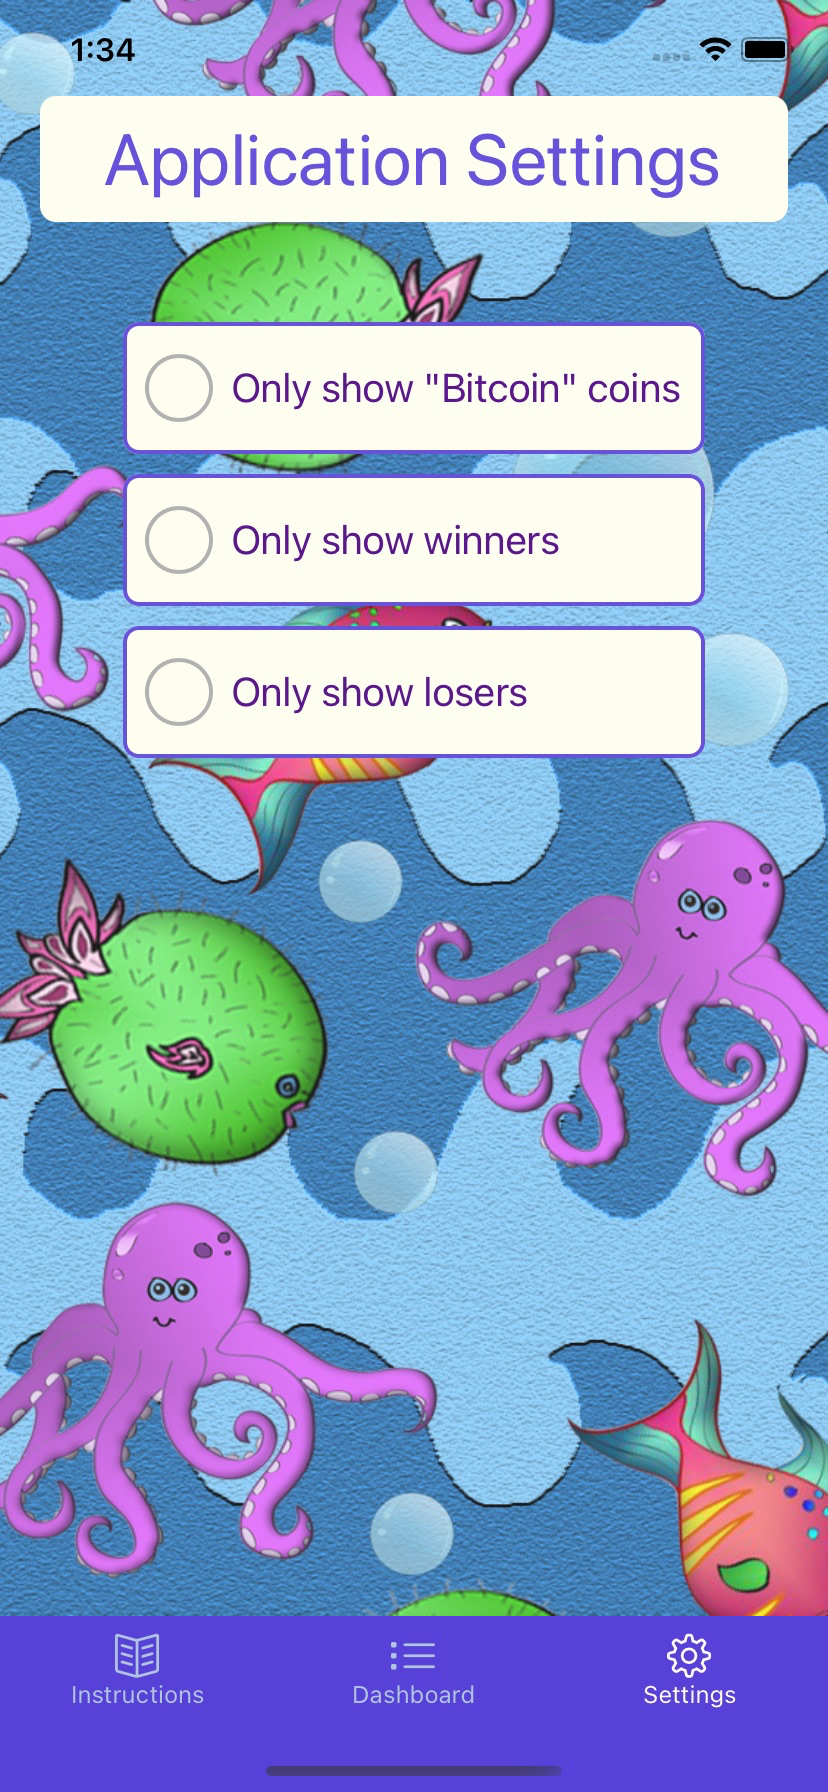 1:34
Application Settings
Only show "Bitcoin" coins
Only show winners
Only show losers
Instructions
Dashboard
Settings